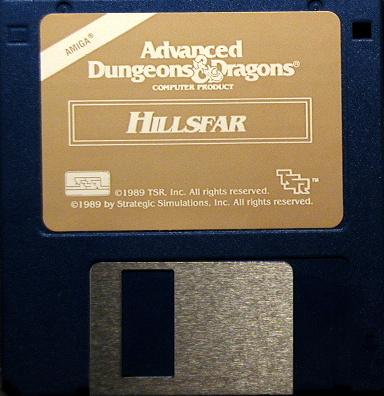 AMIGA®
Advanced
Dungeons & Dragons®
COMPUTER PRODUCT
HILLSFAR
SSI
TSR™
©1989 TSR, Inc. All rights reserved.
©1989 by Strategic Simulations, Inc. All rights reserved.